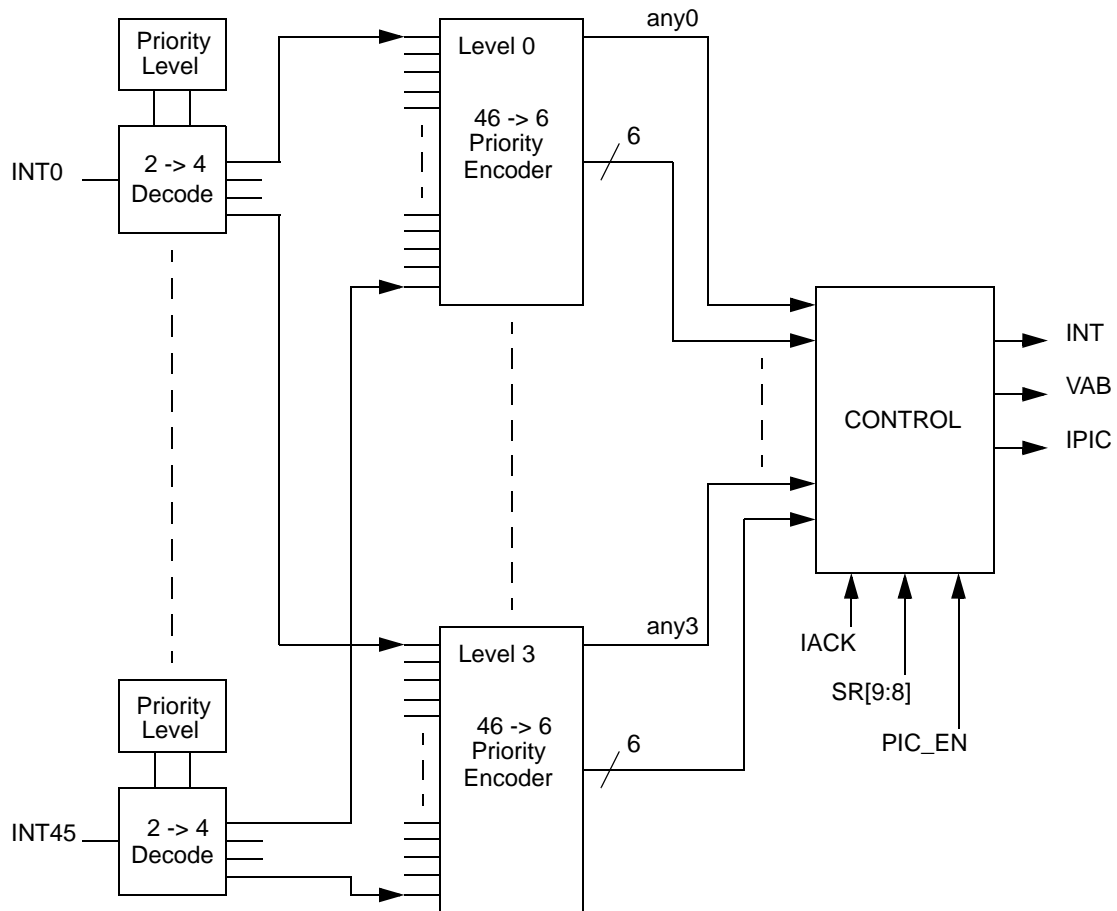 any0
Priority
Level
Level 0
46 -> 6
Priority
Encoder
6
INT0
2 -> 4
Decode
INT
VAB
CONTROL
IPIC
any3
Level 3
IACK
SR[9:8]
PIC_EN
Priority
Level
46 -> 6
Priority
Encoder
6
INT45
2 -> 4
Decode